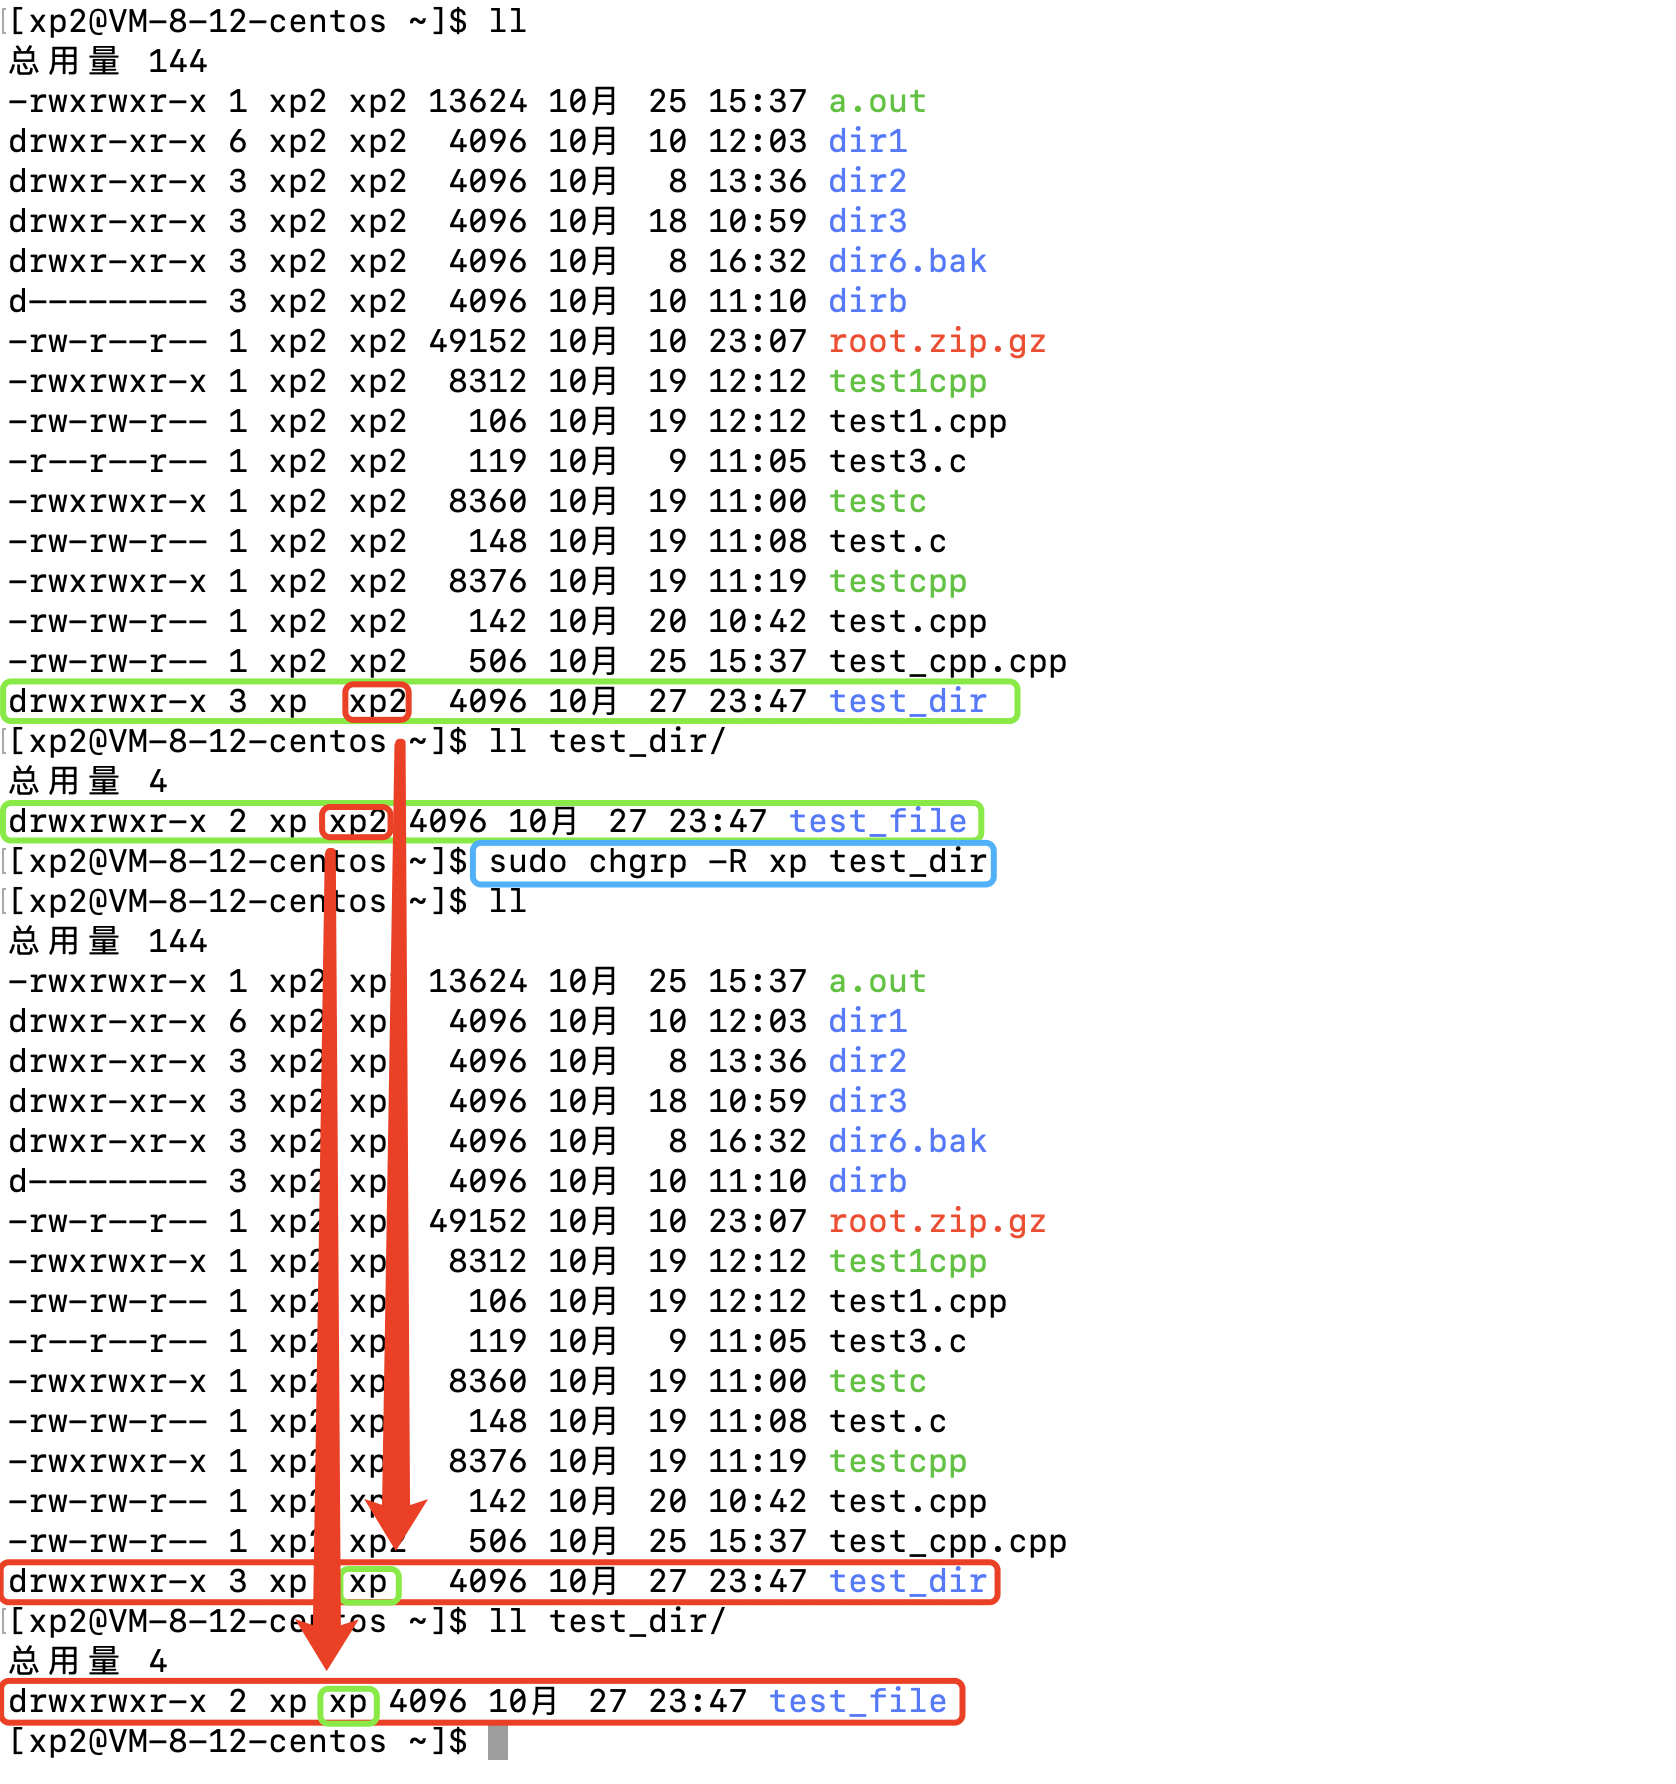 [xp2@VM-8-12-centos ~]$ ll
总用量 144
-rwxrwxr-x 1 xp2 xp2 13624 10月  25 15:37 a.out
drwxr-xr-x 6 xp2 xp2  4096 10月  10 12:03 dir1
drwxr-xr-x 3 xp2 xp2  4096 10月   8 13:36 dir2
drwxr-xr-x 3 xp2 xp2  4096 10月  18 10:59 dir3
drwxr-xr-x 3 xp2 xp2  4096 10月   8 16:32 dir6.bak
d--------- 3 xp2 xp2  4096 10月  10 11:10 dirb
-rw-r--r-- 1 xp2 xp2 49152 10月  10 23:07 root.zip.gz
-rwxrwxr-x 1 xp2 xp2  8312 10月  19 12:12 test1cpp
-rw-rw-r-- 1 xp2 xp2   106 10月  19 12:12 test1.cpp
-r--r--r-- 1 xp2 xp2   119 10月   9 11:05 test3.c
-rwxrwxr-x 1 xp2 xp2  8360 10月  19 11:00 testc
-rw-rw-r-- 1 xp2 xp2   148 10月  19 11:08 test.c
-rwxrwxr-x 1 xp2 xp2  8376 10月  19 11:19 testcpp
-rw-rw-r-- 1 xp2 xp2   142 10月  20 10:42 test.cpp
-rw-rw-r-- 1 xp2 xp2   506 10月  25 15:37 test_cpp.cpp
drwxrwxr-x 3 xp  xp2  4096 10月  27 23:47 test_dir
[xp2@VM-8-12-centos ~]$ ll test_dir/
总用量 4
drwxrwxr-x 2 xp xp2 4096 10月  27 23:47 test_file
[xp2@VM-8-12-centos ~]$ sudo chgrp -R xp test_dir
[xp2@VM-8-12-centos ~]$ ll
总用量 144
-rwxrwxr-x 1 xp2 xp 13624 10月  25 15:37 a.out
drwxr-xr-x 6 xp2 xp  4096 10月  10 12:03 dir1
drwxr-xr-x 3 xp2 xp  4096 10月   8 13:36 dir2
drwxr-xr-x 3 xp2 xp  4096 10月  18 10:59 dir3
drwxr-xr-x 3 xp2 xp  4096 10月   8 16:32 dir6.bak
d--------- 3 xp2 xp  4096 10月  10 11:10 dirb
-rw-r--r-- 1 xp2 xp 49152 10月  10 23:07 root.zip.gz
-rwxrwxr-x 1 xp2 xp  8312 10月  19 12:12 test1cpp
-rw-rw-r-- 1 xp2 xp   106 10月  19 12:12 test1.cpp
-r--r--r-- 1 xp2 xp   119 10月   9 11:05 test3.c
-rwxrwxr-x 1 xp2 xp  8360 10月  19 11:00 testc
-rw-rw-r-- 1 xp2 xp   148 10月  19 11:08 test.c
-rwxrwxr-x 1 xp2 xp  8376 10月  19 11:19 testcpp
-rw-rw-r-- 1 xp2 xp   142 10月  20 10:42 test.cpp
-rw-rw-r-- 1 xp2 xp2   506 10月  25 15:37 test_cpp.cpp
drwxrwxr-x 3 xp  xp   4096 10月  27 23:47 test_dir
[xp2@VM-8-12-centos ~]$ ll test_dir/
总用量 4
drwxrwxr-x 2 xp xp 4096 10月  27 23:47 test_file
[xp2@VM-8-12-centos ~]$